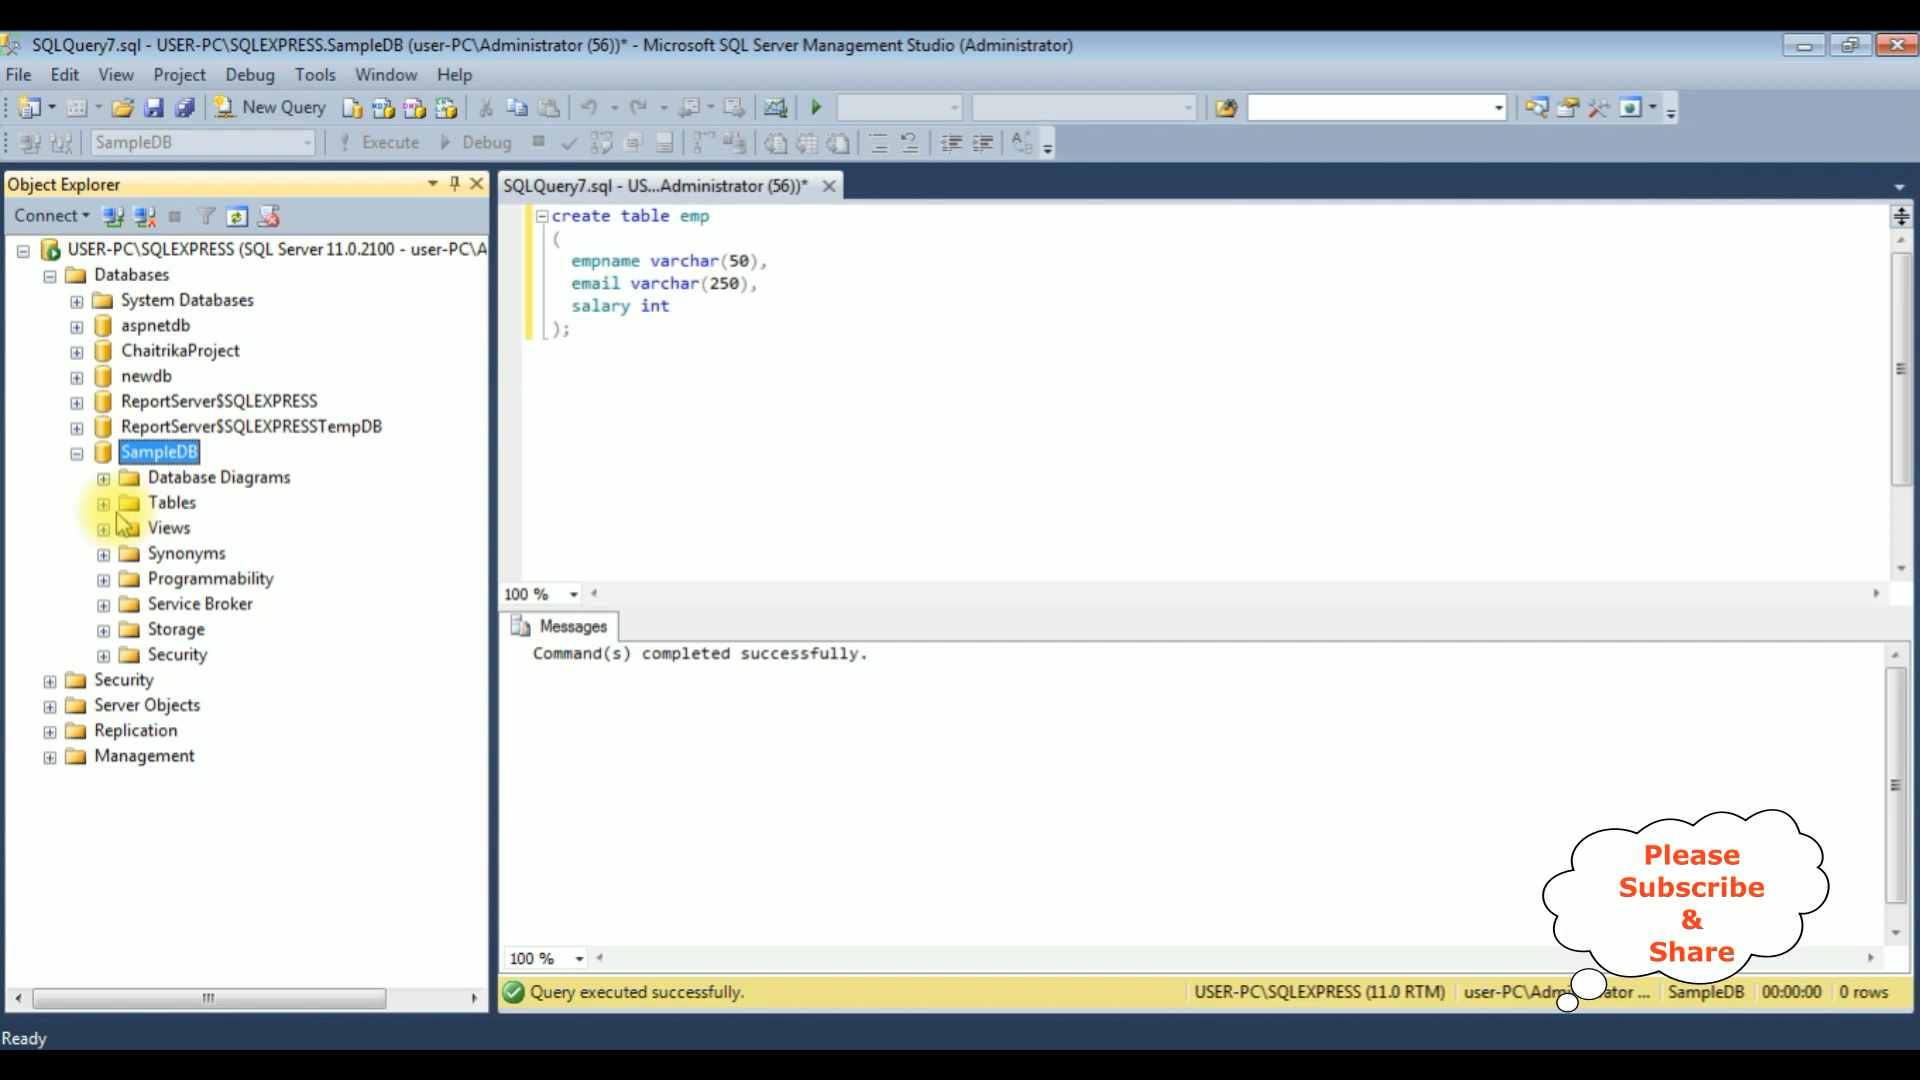 SQLQuery7.sql - USER-PC\SQLEXPRESS.SampleDB (user-PC\Administrator (56))* - Microsoft SQL Server Management Studio (Administrator)
File Edit View Project Debug Tools Window Help
New Query
SampleDB Execute Debug
Object Explorer
SQLQuery7.sql - US...Administrator (56))*
Connect
USER-PC\SQLEXPRESS (SQL Server 11.0.2100 - user-PC\A
Databases
System Databases
aspnetdb
ChaitrikaProject
newdb
ReportServer$SQLEXPRESS
ReportServer$SQLEXPRESSTempDB
SampleDB
Database Diagrams
Tables
Views
Synonyms
Programmability
Service Broker
Storage
Security
Security
Server Objects
Replication
Management
create table emp
(
empname varchar(50),
email varchar(250),
salary int
);
100 %
Messages
Command(s) completed successfully.
100 %
Please
Subscribe
&
Share
Query executed successfully. USER-PC\SQLEXPRESS (11.0 RTM) SampleDB 00:00:00 0 rows
Ready